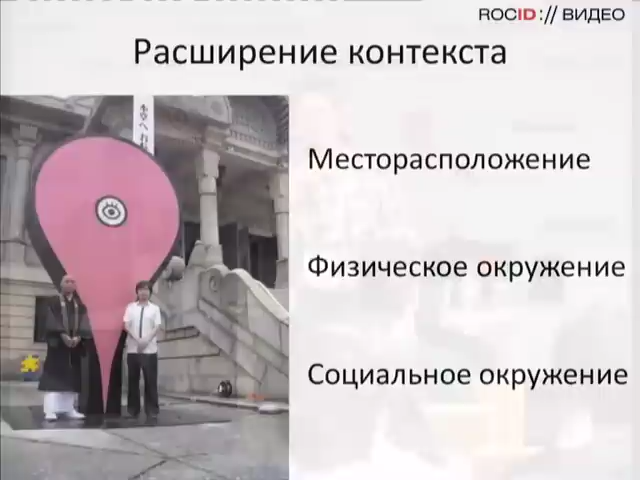 ROCID:// ВИДЕО
Расширение контекста
Месторасположение
Физическое окружение
Социальное окружение